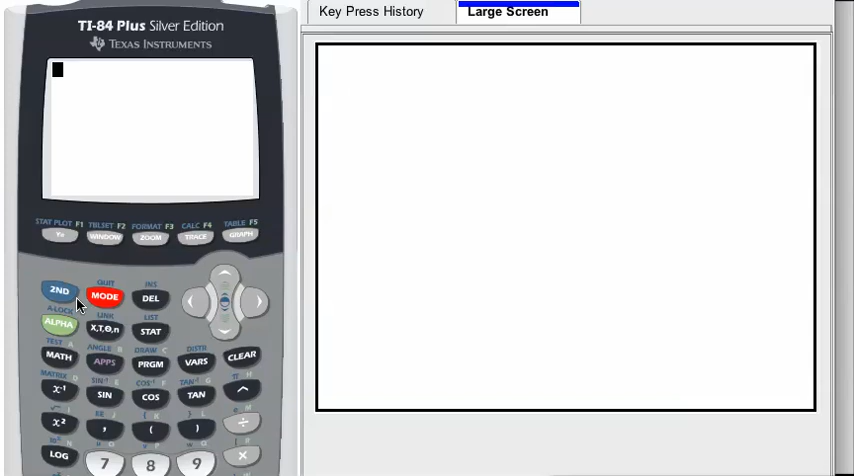 Key Press History
Large Screen
TI-84 Plus Silver Edition
TEXAS INSTRUMENTS
STAT PLOT F1 TBLSET F2 FORMAT F3 CALC F4 TABLE F5
Y= WINDOW ZOOM TRACE GRAPH
QUIT INS
2ND MODE DEL
A-LOCK LINK LIST
ALPHA X,T,Θ,n STAT
TEST A ANGLE B DRAW C DISTR
MATH APPS PRGM VARS CLEAR
MATRIX D SIN⁻¹ E COS⁻¹ F TAN⁻¹ G π H
x⁻¹ SIN COS TAN ^
√ I EE J { K } L e M
x² , ( ) ÷
10ˣ N u O v P w Q [ R
LOG 7 8 9 ×